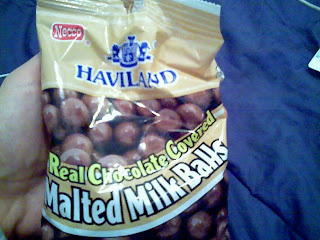 Necco
HAVILAND
Real Chocolate Covered
Malted Milk Balls